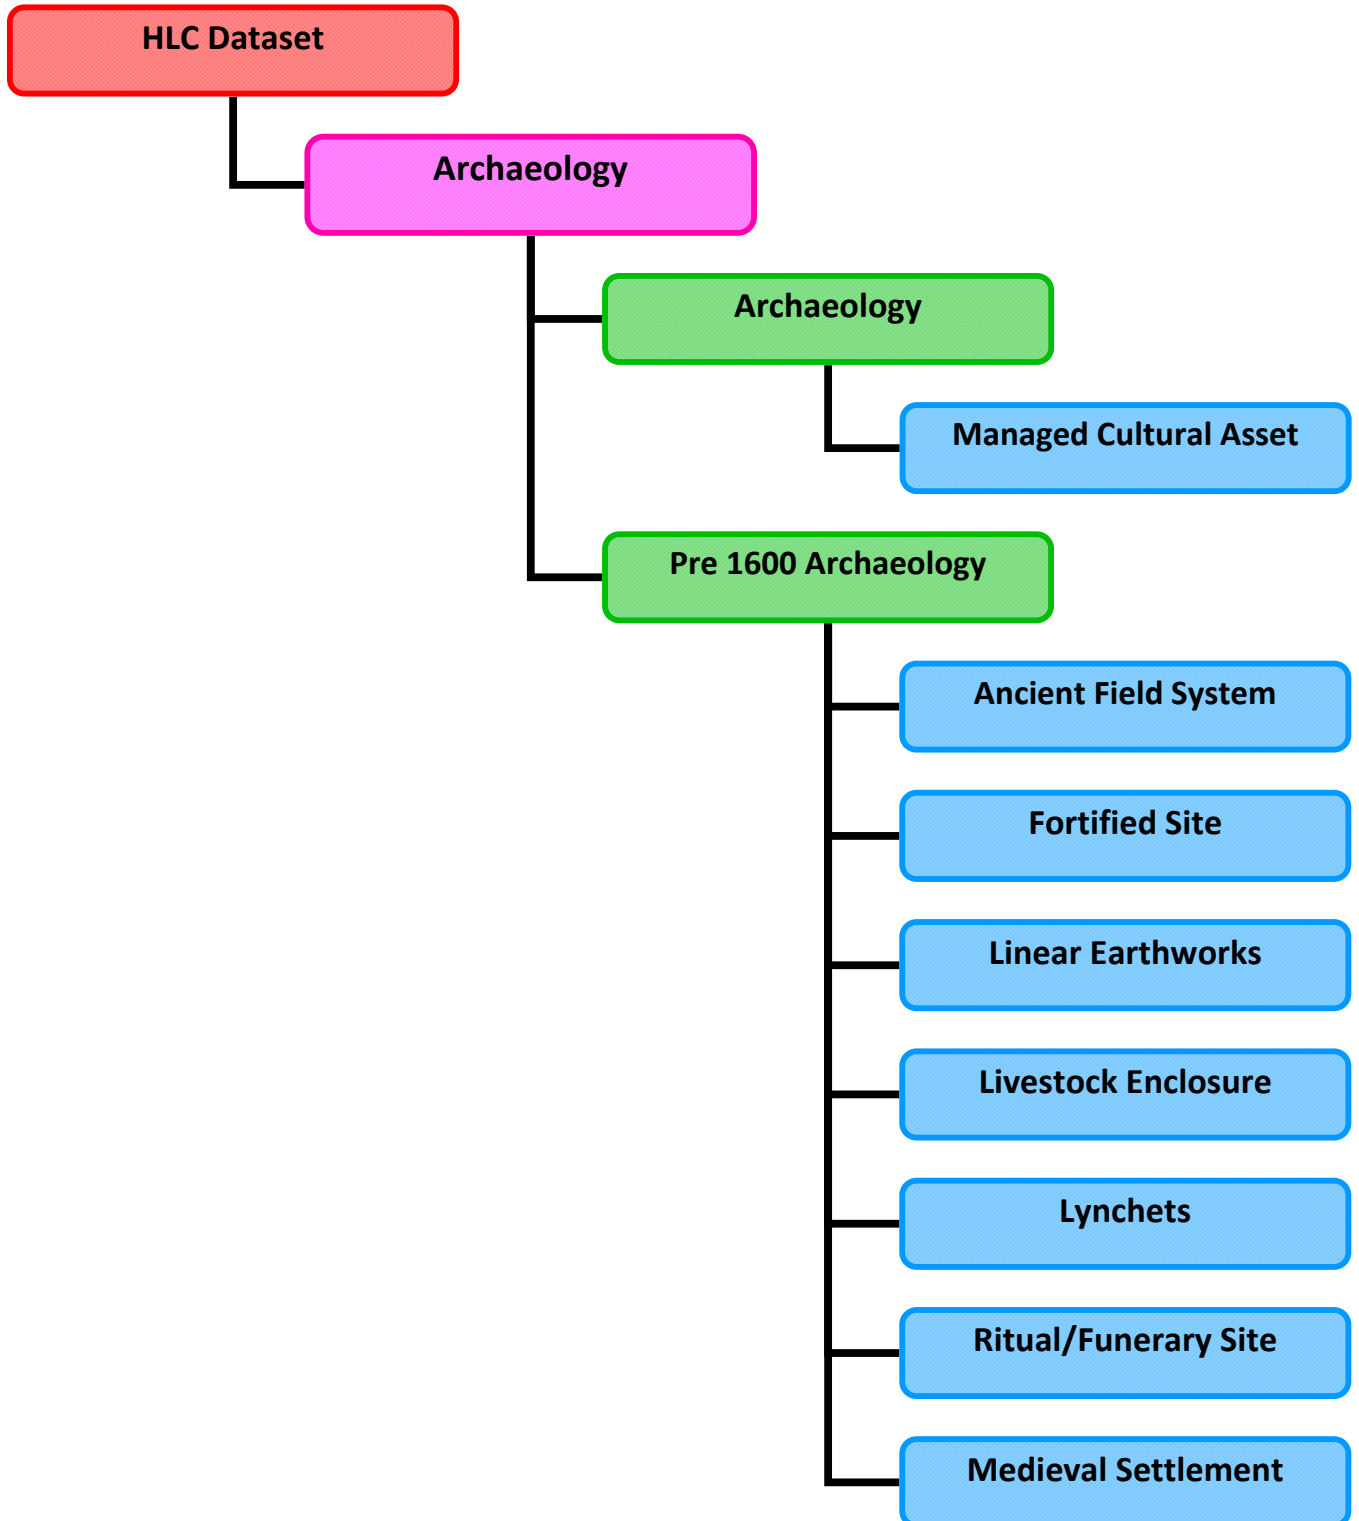 HLC Dataset
Archaeology
Archaeology
Managed Cultural Asset
Pre 1600 Archaeology
Ancient Field System
Fortified Site
Linear Earthworks
Livestock Enclosure
Lynchets
Ritual/Funerary Site
Medieval Settlement